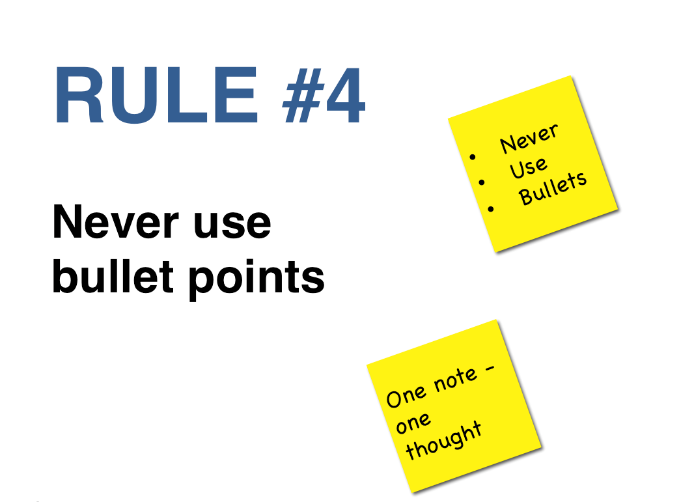 RULE #4
Never use
bullet points
• Never
• Use
• Bullets
One note –
one
thought